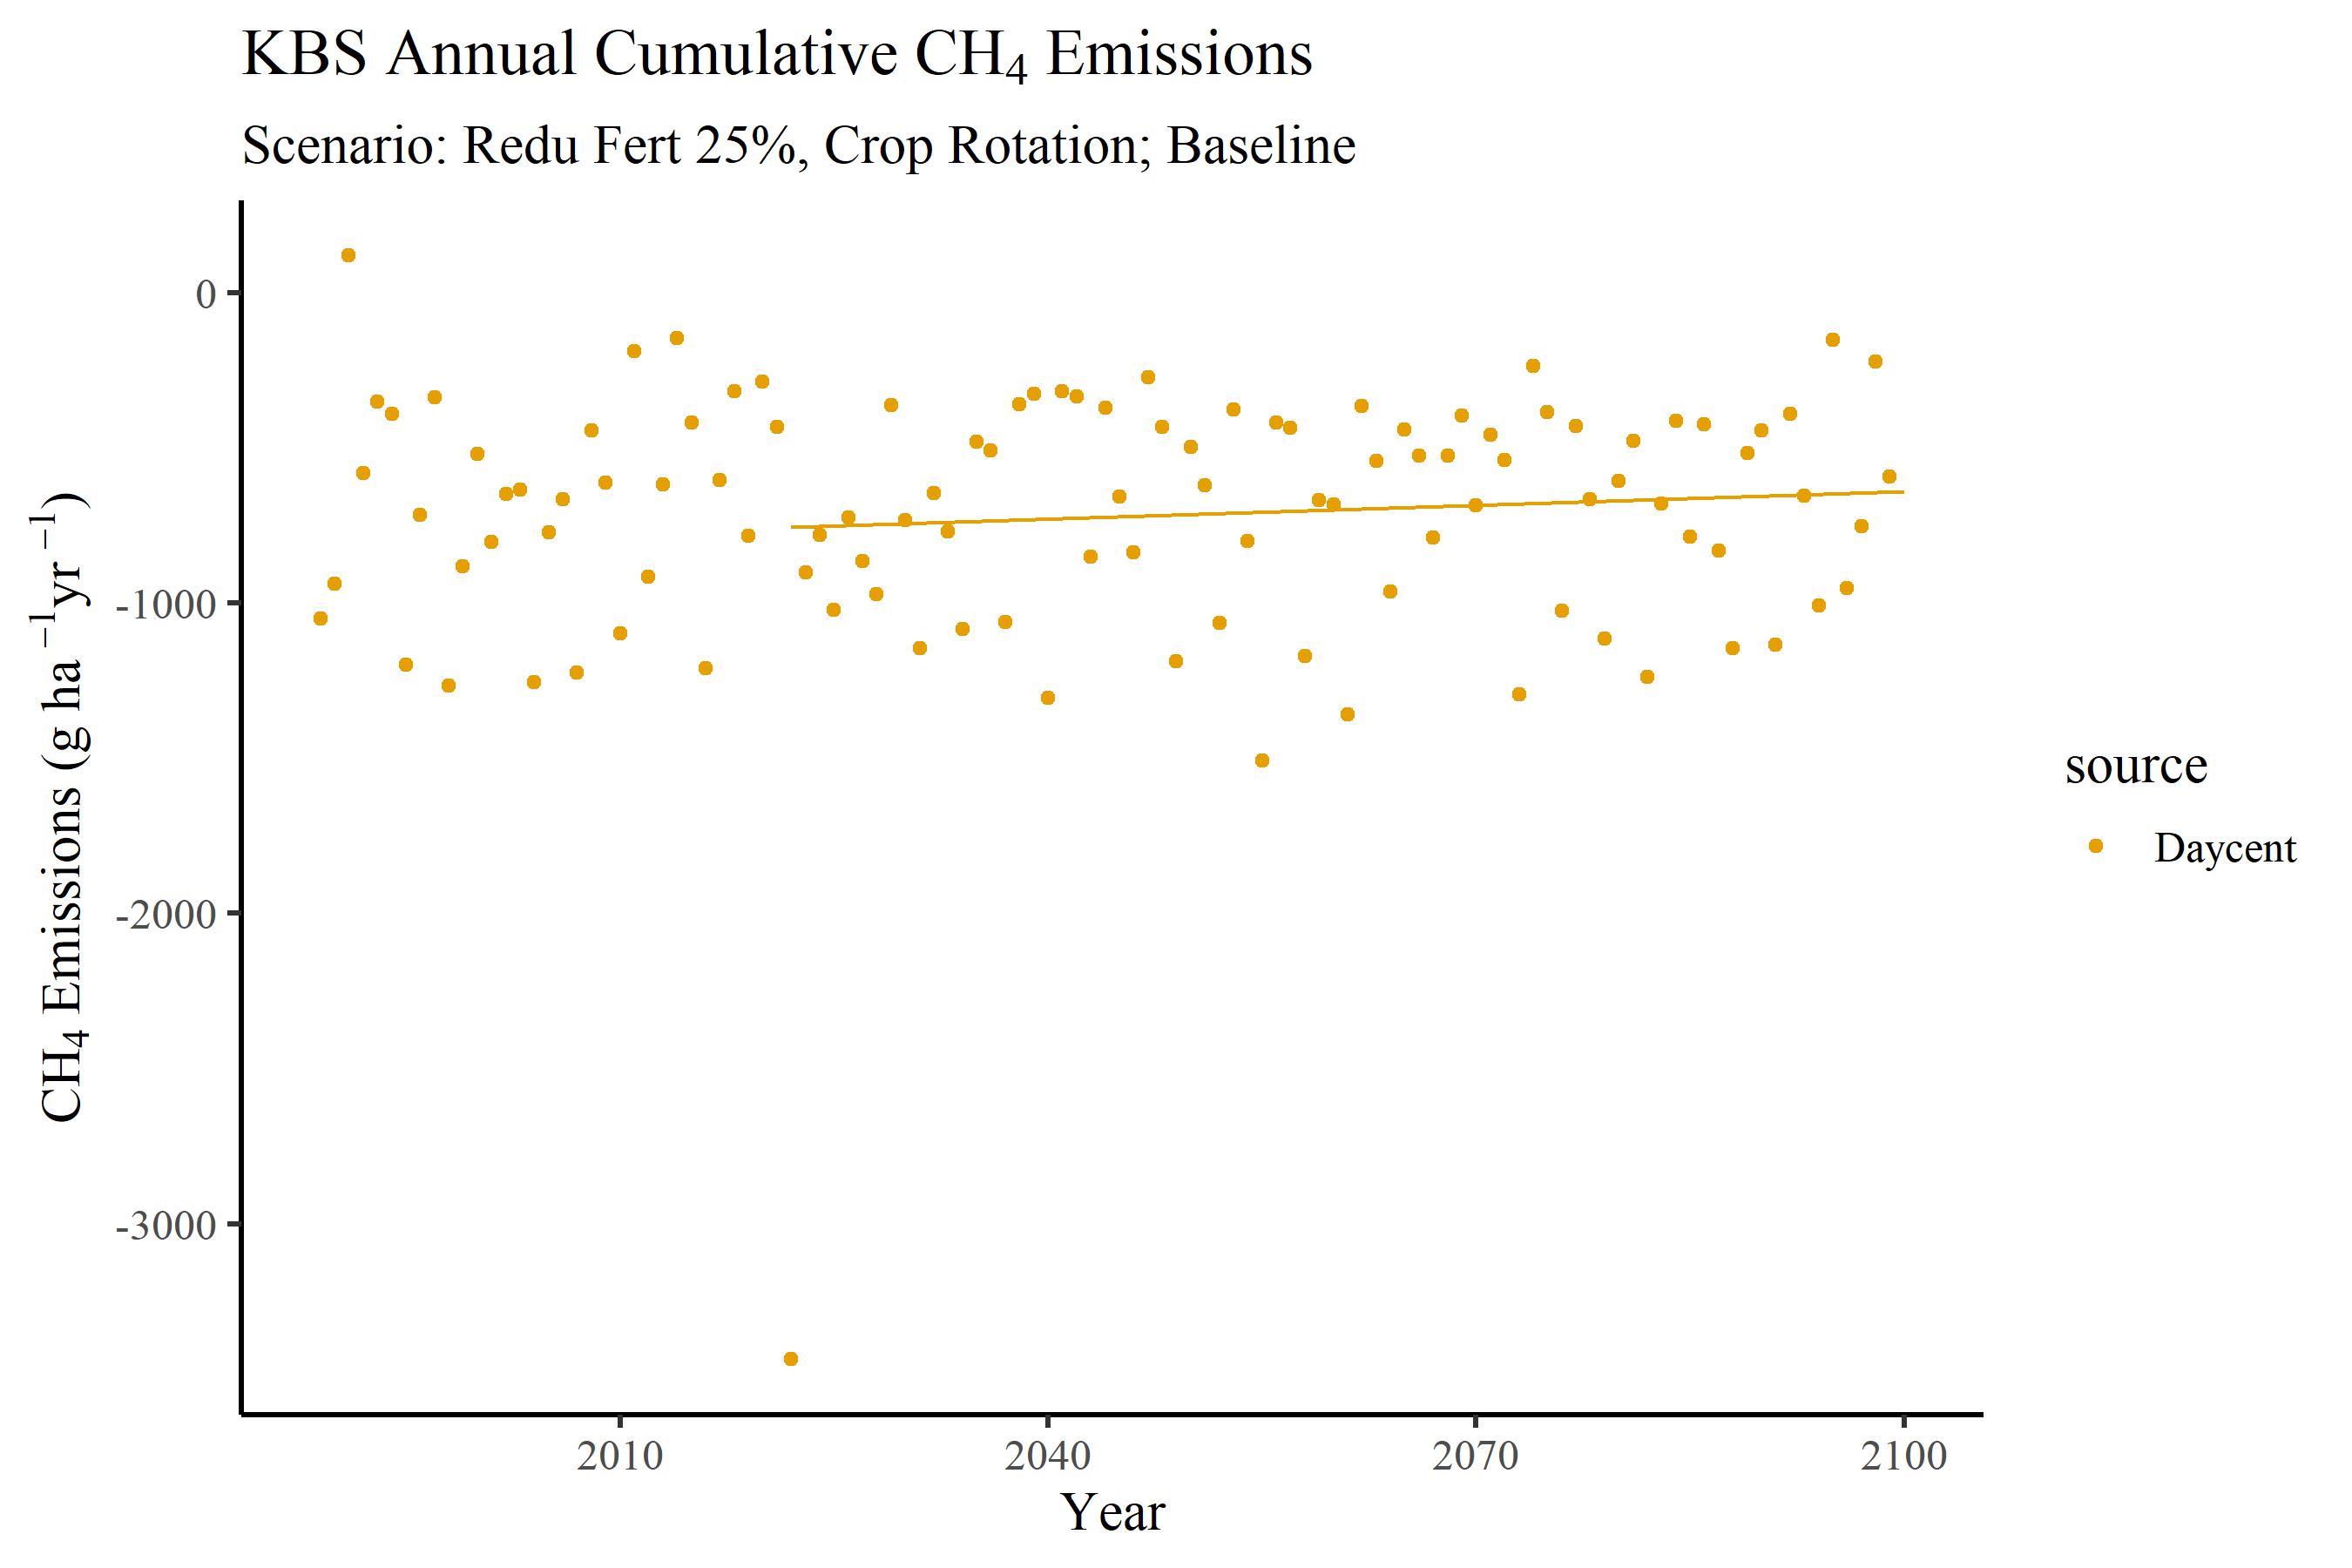 KBS Annual Cumulative CH₄ Emissions
Scenario: Redu Fert 25%, Crop Rotation; Baseline
CH₄ Emissions (g ha⁻¹yr⁻¹)
0
-1000
-2000
-3000
2010 2040 2070 2100
Year
source
Daycent